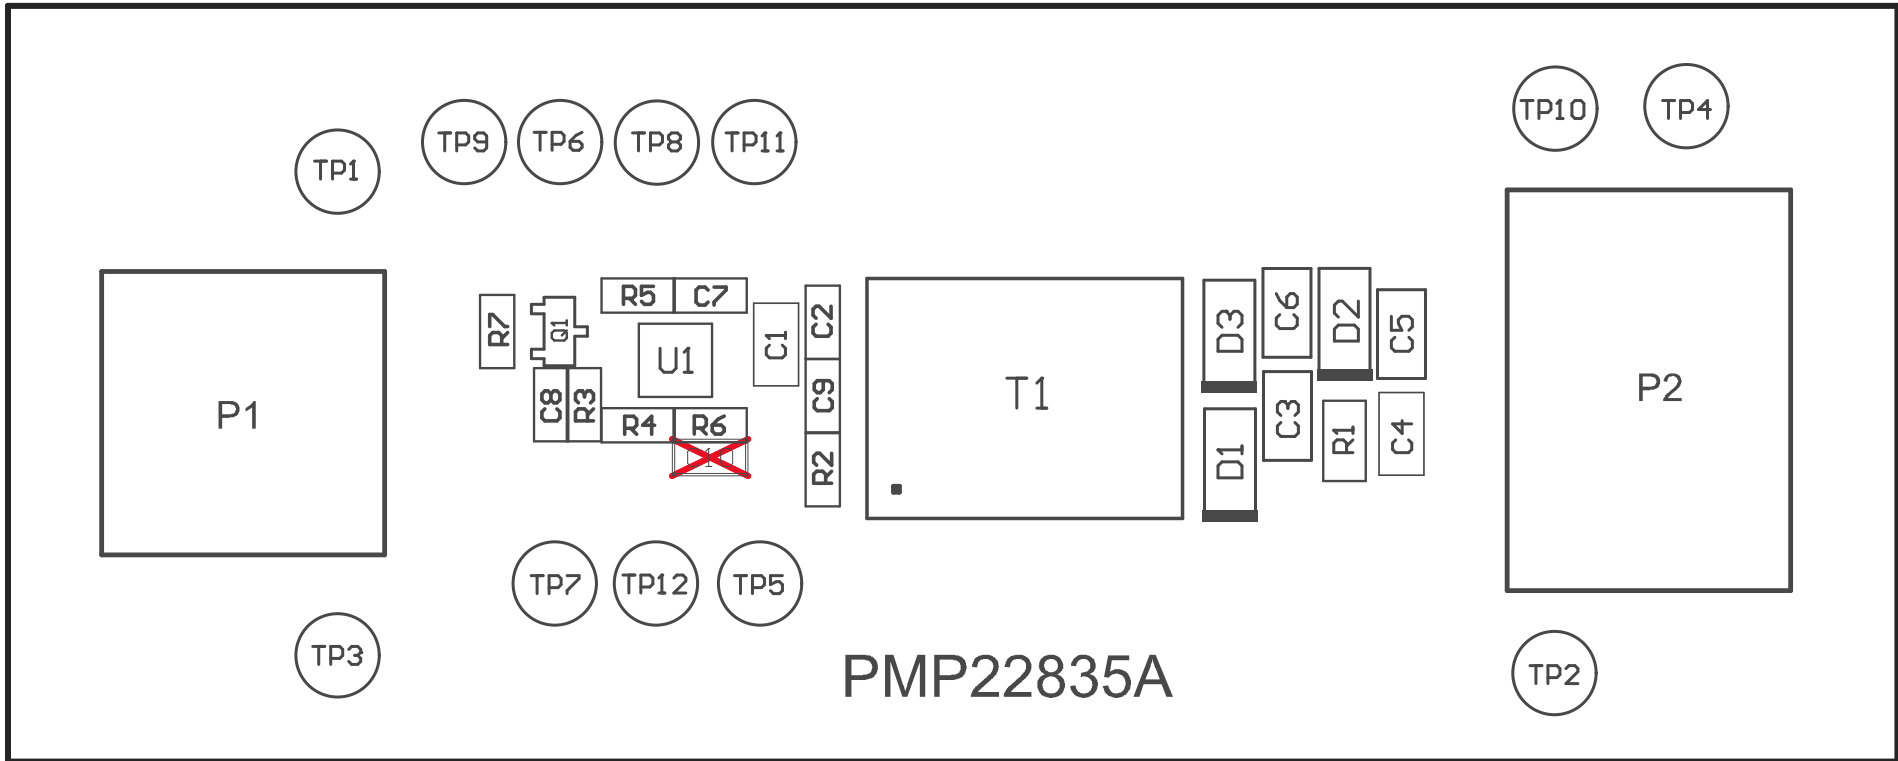 TP10
TP4
TP9
TP6
TP8
TP11
TP1
R5
C7
R7
Q1
U1
C1
C2
C9
R2
C8
R3
R4
R6
T1
D3
C6
D2
C5
D1
C3
R1
C4
P1
P2
TP7
TP12
TP5
TP3
TP2
PMP22835A